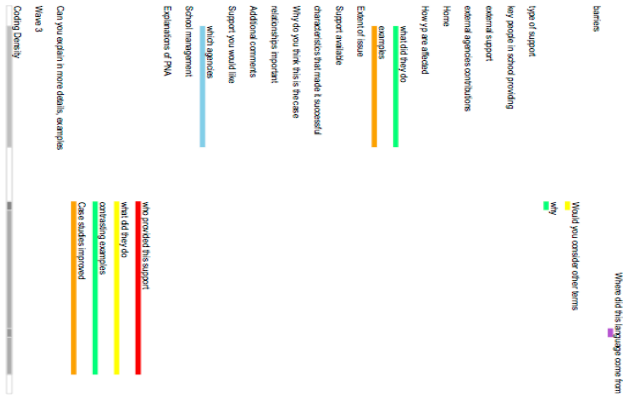 Coding Density
Wave 3
Can you explain in more details, examples
Case studies improved
contrasting examples
what did they do
who provided this support
Explanations of PNA
School management
which agencies
Support you would like
Additional comments
relationships important
Why do you think this is the case
characteristics that made it successful
Support available
Extent of issue
examples
what did they do
How yp are affected
Home
external agencies contributions
external support
key people in school providing
type of support
why
Would you consider other terms
barriers
Where did this language come from